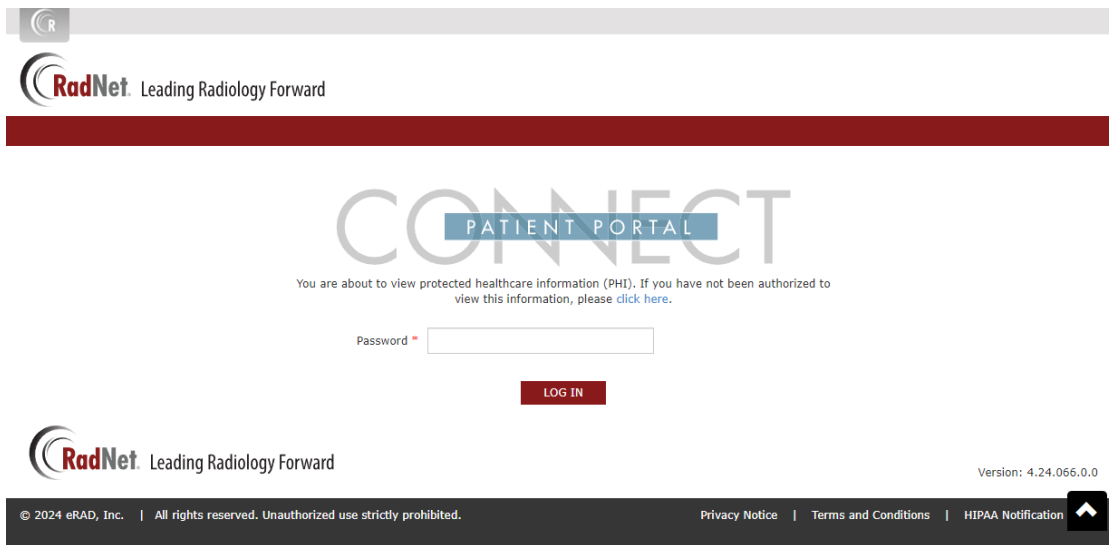 R
RadNet. Leading Radiology Forward
CONNECT
PATIENT PORTAL
You are about to view protected healthcare information (PHI). If you have not been authorized to
view this information, please click here.
Password *
LOG IN
RadNet. Leading Radiology Forward
Version: 4.24.066.0.0
© 2024 eRAD, Inc. | All rights reserved. Unauthorized use strictly prohibited. Privacy Notice | Terms and Conditions | HIPAA Notification